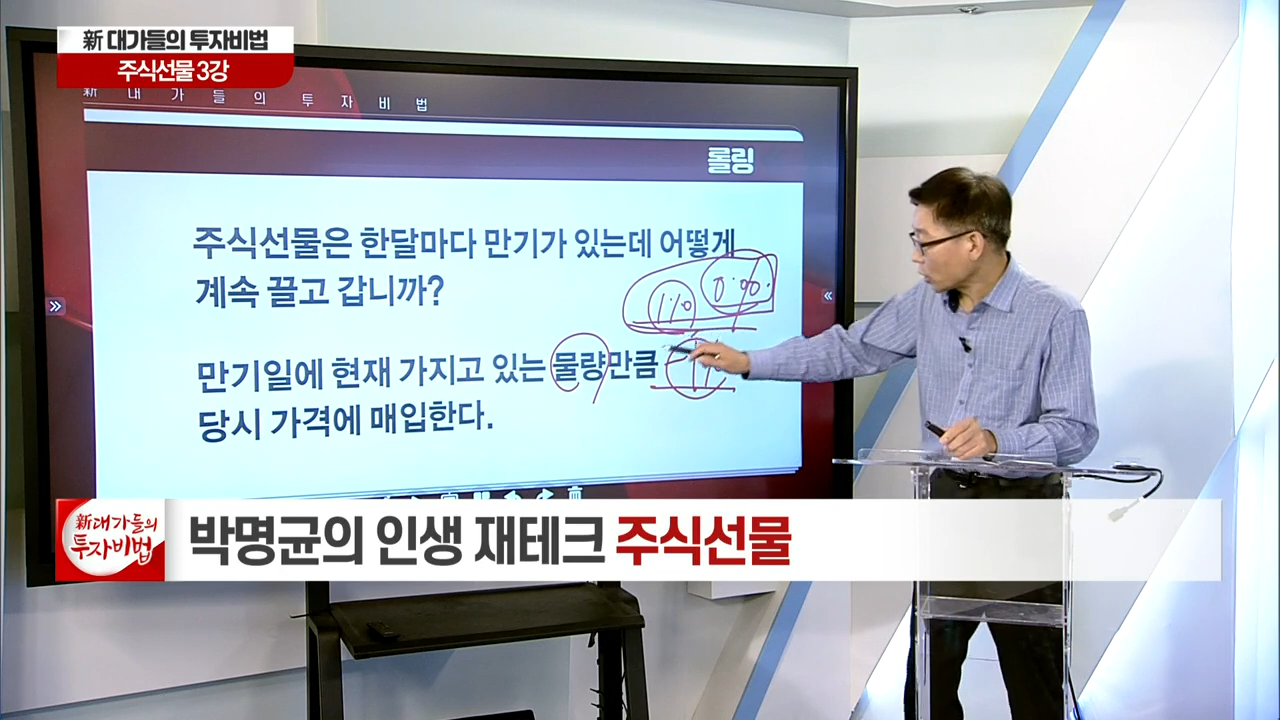 新 대가들의 투자비법
주식선물 3강
新 대가들의 투자비법
롤링
주식선물은 한달마다 만기가 있는데 어떻게
계속 끌고 갑니까?
1% 0.%.
만기일에 현재 가지고 있는 물량만큼
당시 가격에 매입한다.
新대가들의
투자비법
박명균의 인생 재테크 주식선물